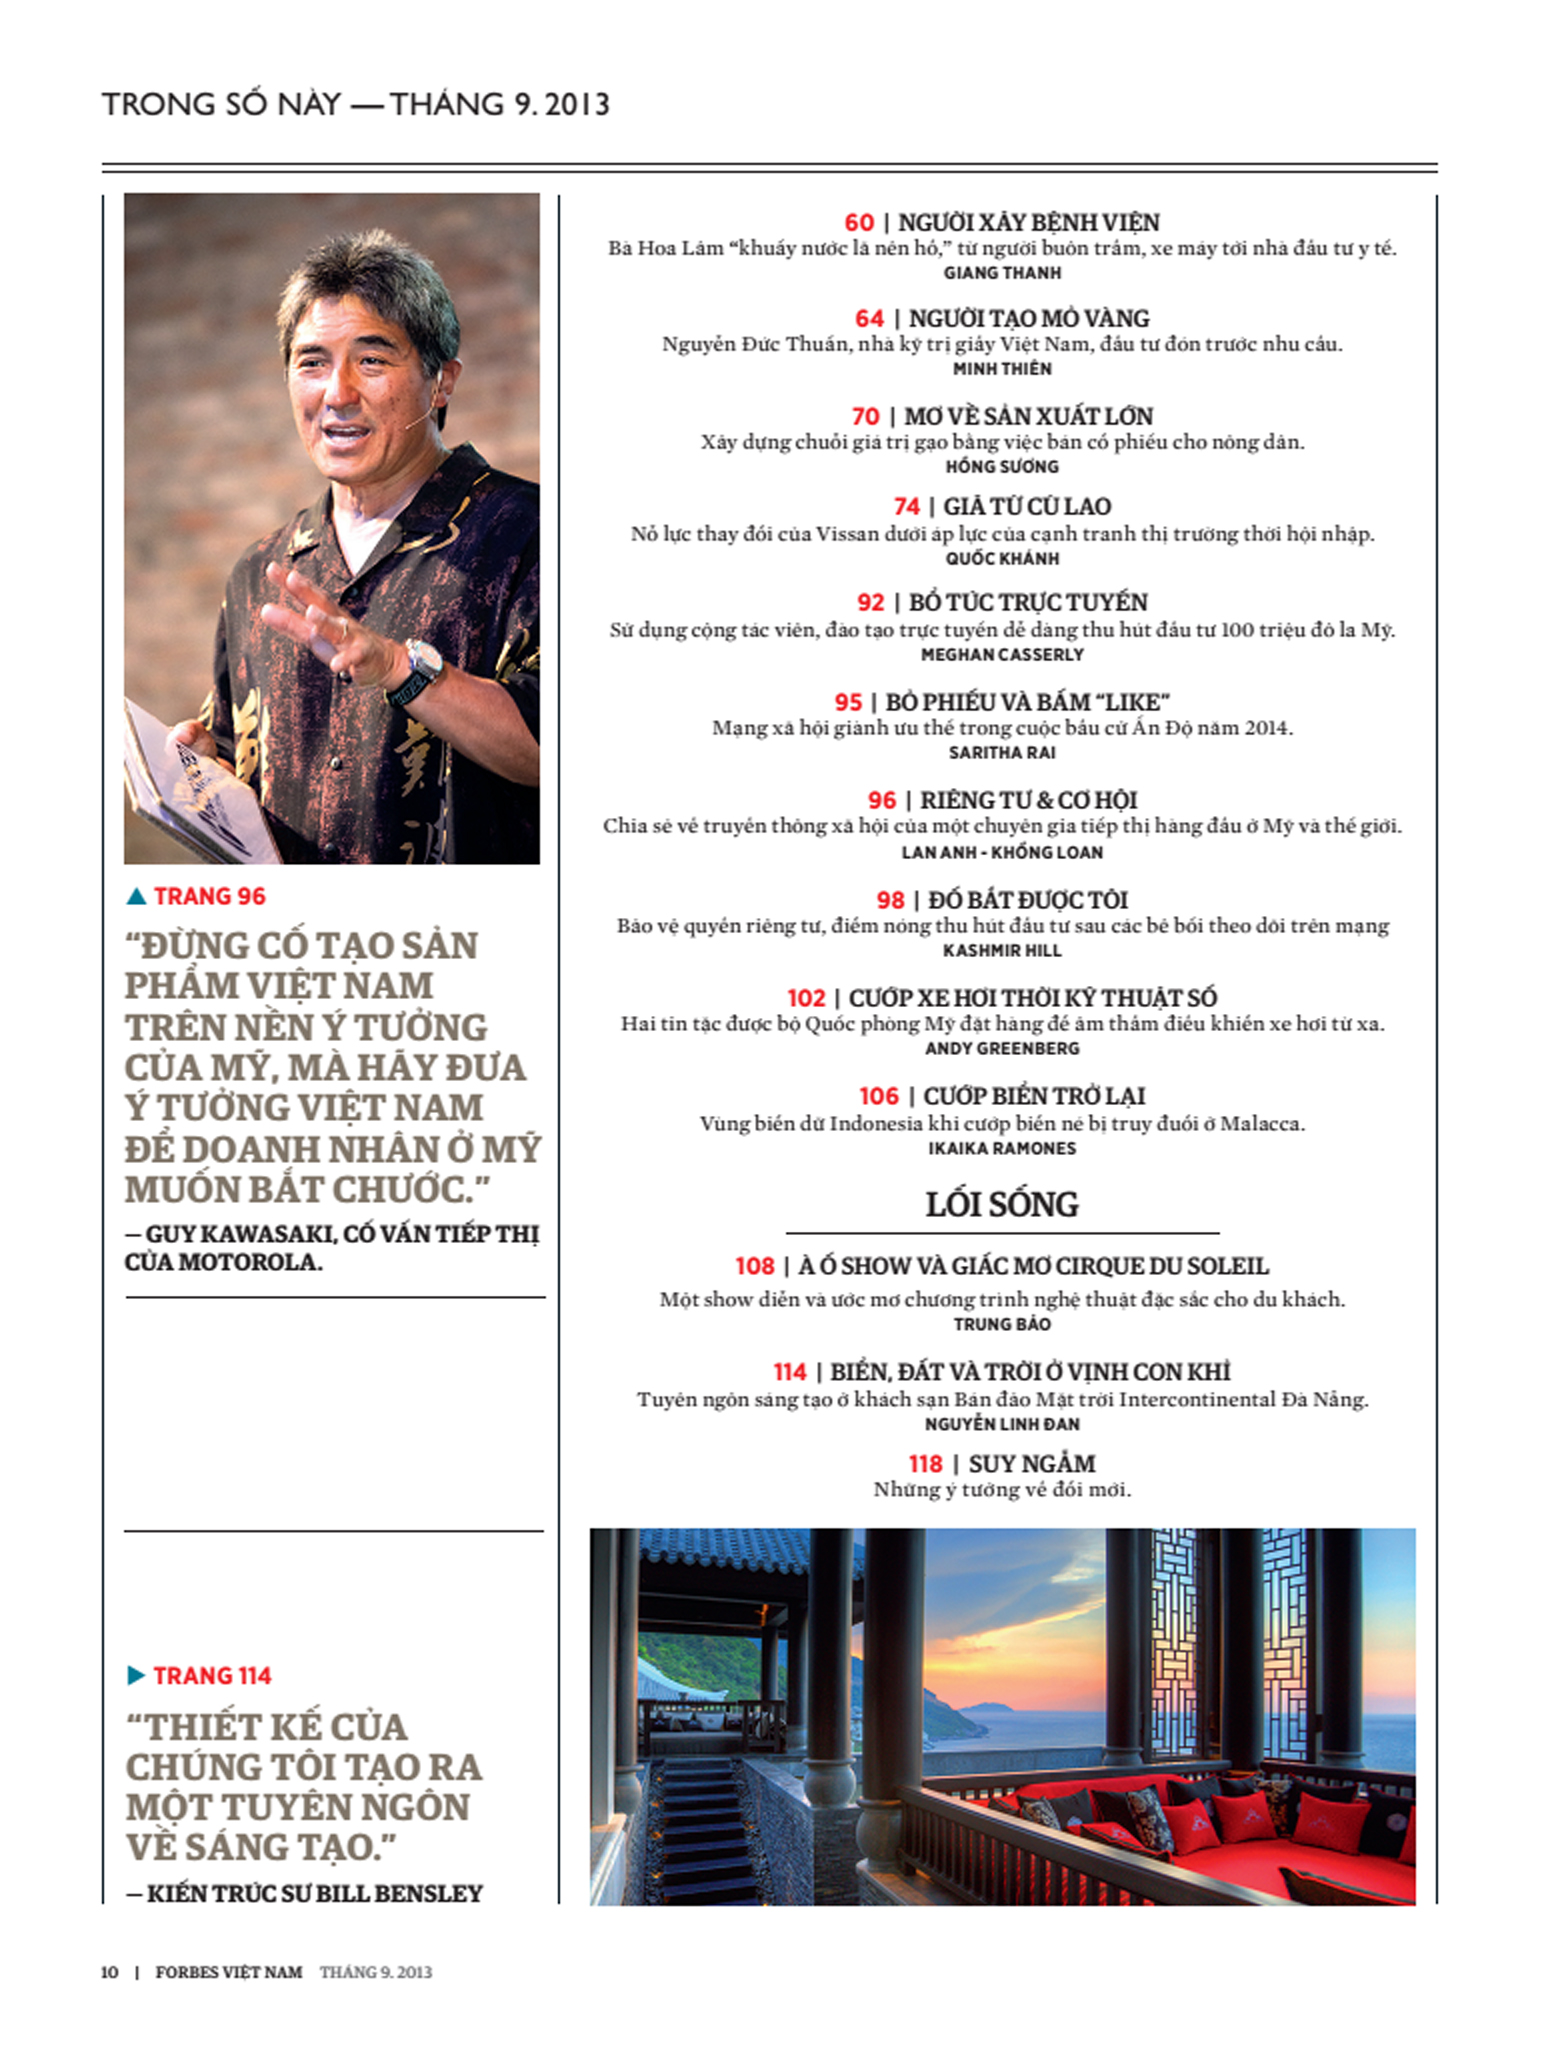 TRONG SỐ NÀY — THÁNG 9. 2013
▲ TRANG 96
“ĐỪNG CỐ TẠO SẢN
PHẨM VIỆT NAM
TRÊN NỀN Ý TƯỞNG
CỦA MỸ, MÀ HÃY ĐƯA
Ý TƯỞNG VIỆT NAM
ĐỂ DOANH NHÂN Ở MỸ
MUỐN BẮT CHƯỚC.”
— GUY KAWASAKI, CỐ VẤN TIẾP THỊ
CỦA MOTOROLA.
▶ TRANG 114
“THIẾT KẾ CỦA
CHÚNG TÔI TẠO RA
MỘT TUYÊN NGÔN
VỀ SÁNG TẠO.”
— KIẾN TRÚC SƯ BILL BENSLEY
60 | NGƯỜI XÂY BỆNH VIỆN
Bà Hoa Lâm “khuấy nước lã nên hồ,” từ người buôn trầm, xe máy tới nhà đầu tư y tế.
GIANG THANH
64 | NGƯỜI TẠO MỎ VÀNG
Nguyễn Đức Thuấn, nhà kỹ trị giầy Việt Nam, đầu tư đón trước nhu cầu.
MINH THIÊN
70 | MƠ VỀ SẢN XUẤT LỚN
Xây dựng chuỗi giá trị gạo bằng việc bán cổ phiếu cho nông dân.
HỒNG SƯƠNG
74 | GIÃ TỪ CÙ LAO
Nỗ lực thay đổi của Vissan dưới áp lực của cạnh tranh thị trường thời hội nhập.
QUỐC KHÁNH
92 | BỔ TÚC TRỰC TUYẾN
Sử dụng cộng tác viên, đào tạo trực tuyến dễ dàng thu hút đầu tư 100 triệu đô la Mỹ.
MEGHAN CASSERLY
95 | BỎ PHIẾU VÀ BẤM “LIKE”
Mạng xã hội giành ưu thế trong cuộc bầu cử Ấn Độ năm 2014.
SARITHA RAI
96 | RIÊNG TƯ & CƠ HỘI
Chia sẻ về truyền thông xã hội của một chuyên gia tiếp thị hàng đầu ở Mỹ và thế giới.
LAN ANH - KHỔNG LOAN
98 | ĐỐ BẮT ĐƯỢC TÔI
Bảo vệ quyền riêng tư, điểm nóng thu hút đầu tư sau các bê bối theo dõi trên mạng
KASHMIR HILL
102 | CƯỚP XE HƠI THỜI KỸ THUẬT SỐ
Hai tin tặc được bộ Quốc phòng Mỹ đặt hàng để âm thầm điều khiển xe hơi từ xa.
ANDY GREENBERG
106 | CƯỚP BIỂN TRỞ LẠI
Vùng biển dữ Indonesia khi cướp biển né bị truy đuổi ở Malacca.
IKAIKA RAMONES
LỐI SỐNG
108 | À Ố SHOW VÀ GIẤC MƠ CIRQUE DU SOLEIL
Một show diễn và ước mơ chương trình nghệ thuật đặc sắc cho du khách.
TRUNG BẢO
114 | BIỂN, ĐẤT VÀ TRỜI Ở VỊNH CON KHỈ
Tuyên ngôn sáng tạo ở khách sạn Bán đảo Mặt trời Intercontinental Đà Nẵng.
NGUYỄN LINH ĐAN
118 | SUY NGẪM
Những ý tưởng về đổi mới.
10 | FORBES VIỆT NAM THÁNG 9. 2013